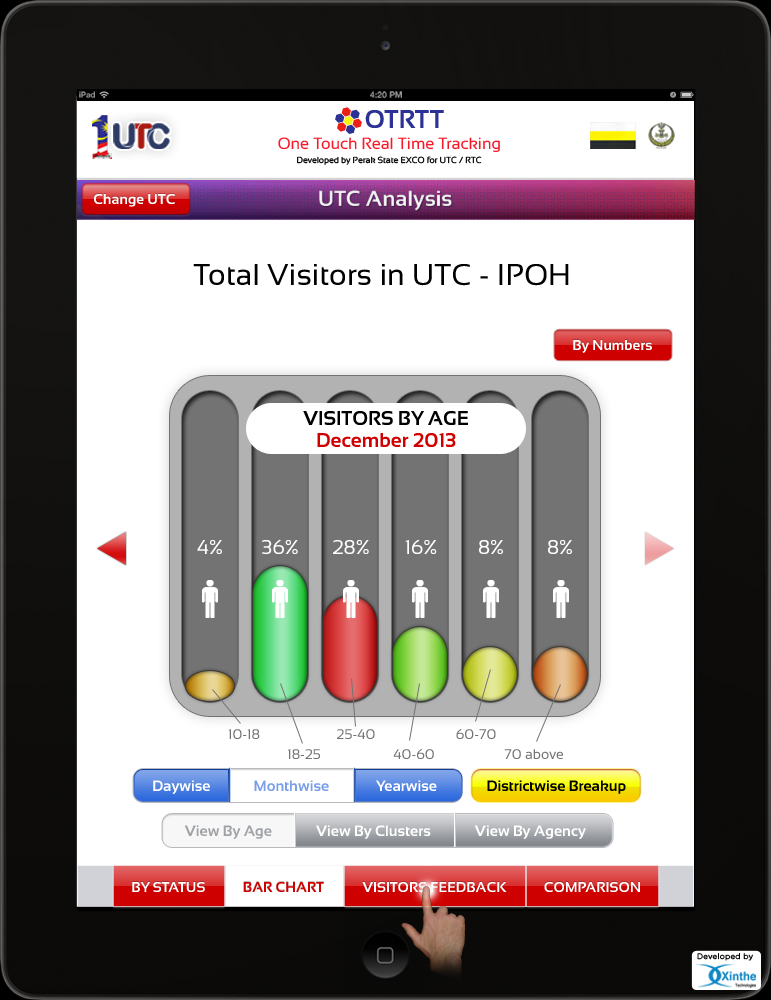 iPad
4:20 PM
1UTC
OTRTT
One Touch Real Time Tracking
Developed by Perak State EXCO for UTC / RTC
Change UTC
UTC Analysis
Total Visitors in UTC - IPOH
By Numbers
VISITORS BY AGE
December 2013
4% 36% 28% 16% 8% 8%
10-18
18-25
25-40
40-60
60-70
70 above
Daywise Monthwise Yearwise Districtwise Breakup
View By Age View By Clusters View By Agency
BY STATUS BAR CHART VISITORS FEEDBACK COMPARISON
Developed by
Xinthe
Technologies